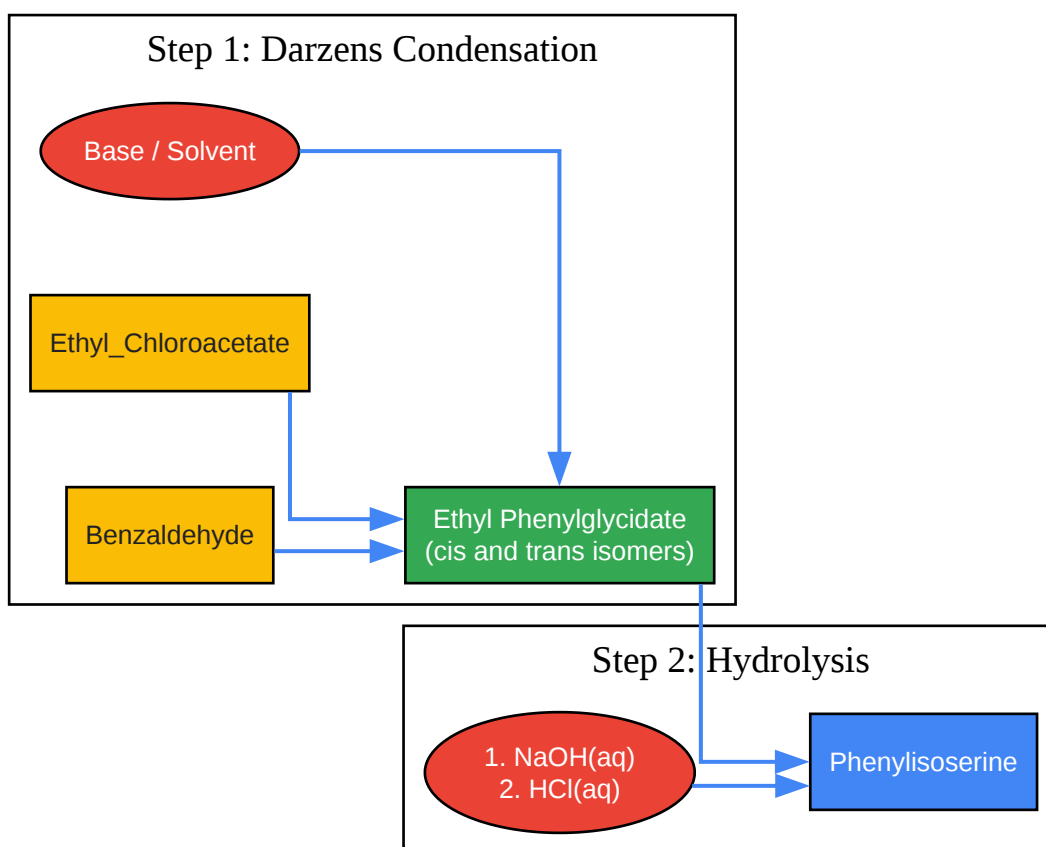 Step 1: Darzens Condensation
Base / Solvent
Ethyl_Chloroacetate
Benzaldehyde
Ethyl Phenylglycidate
(cis and trans isomers)
Step 2: Hydrolysis
1. NaOH(aq)
2. HCl(aq)
Phenylisoserine